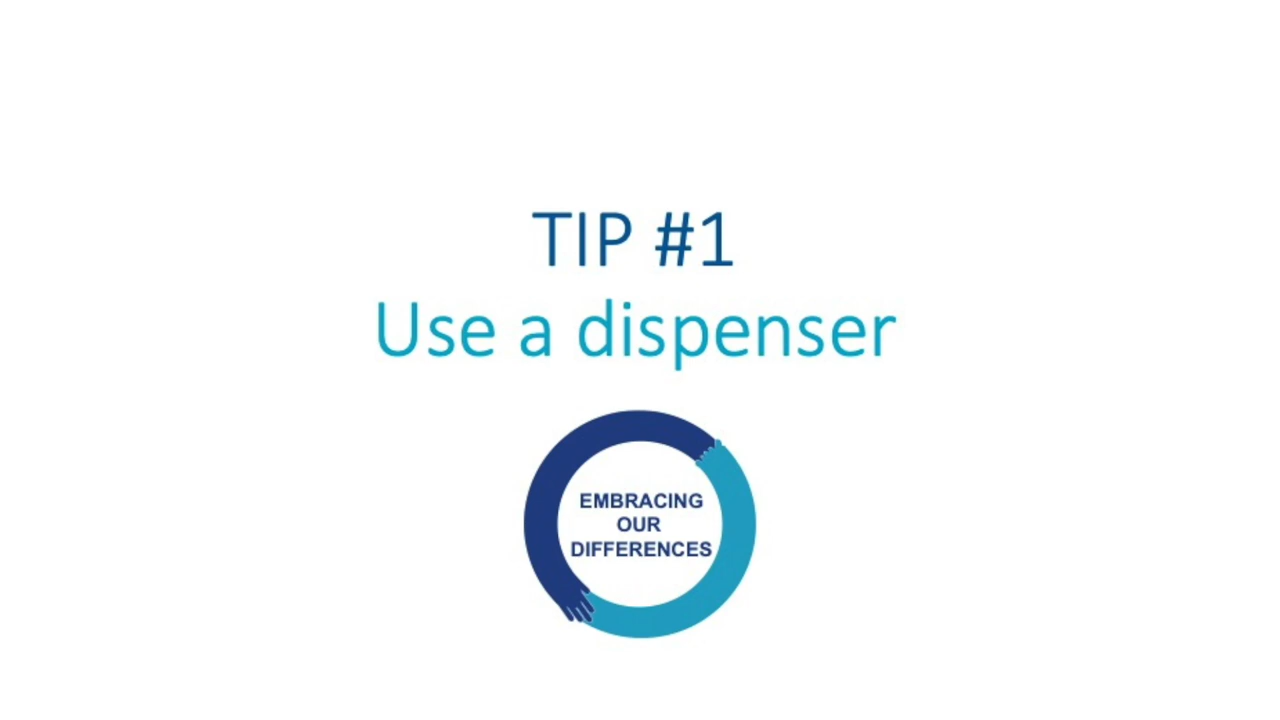 TIP #1
Use a dispenser
EMBRACING
OUR
DIFFERENCES